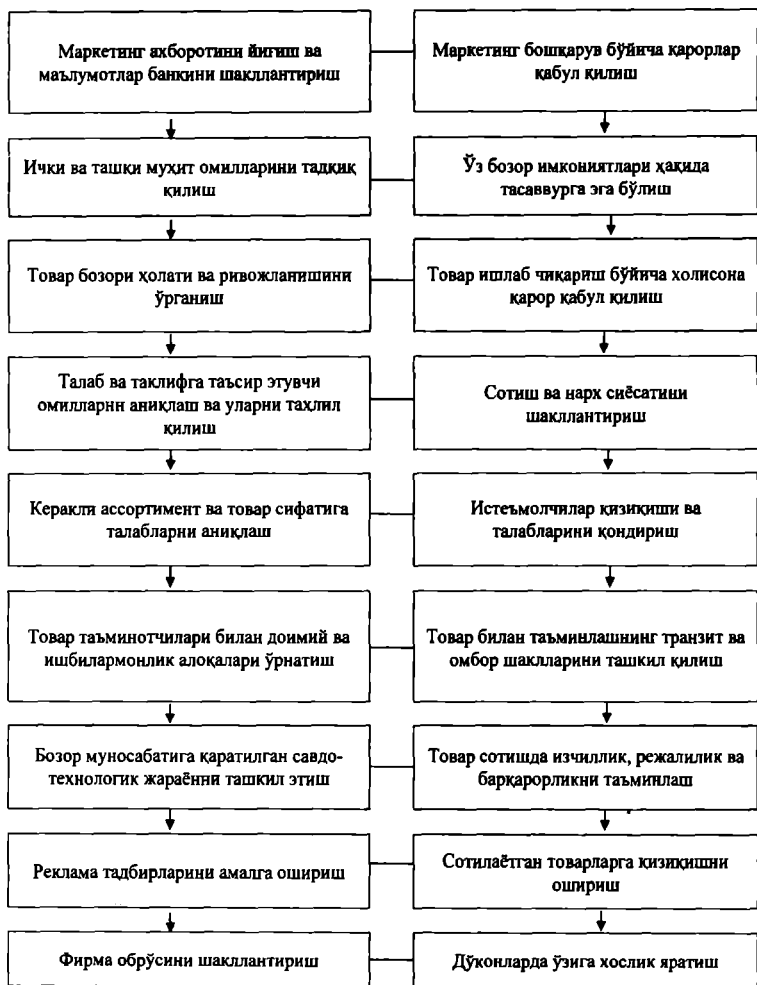 Маркетинг ахборотини йиғиш ва
маълумотлар банкини шакллантириш
Маркетинг бошқарув бўйича қарорлар
қабул қилиш
Ички ва ташқи муҳит омилларини тадқиқ
қилиш
Ўз бозор имкониятлари ҳақида
тасаввурга эга бўлиш
Товар бозори ҳолати ва ривожланишини
ўрганиш
Товар ишлаб чиқариш бўйича холисона
қарор қабул қилиш
Талаб ва таклифга таъсир этувчи
омилларни аниқлаш ва уларни таҳлил
қилиш
Сотиш ва нарх сиёсатини
шакллантириш
Керакли ассортимент ва товар сифатига
талабларни аниқлаш
Истеъмолчилар қизиқиши ва
талабларини қондириш
Товар таъминотчилари билан доимий ва
ишбилармонлик алоқалари ўрнатиш
Товар билан таъминлашнинг транзит ва
омбор шаклларини ташкил қилиш
Бозор муносабатига қаратилган савдо-
технологик жараённи ташкил этиш
Товар сотишда изчиллик, режалилик ва
барқарорликни таъминлаш
Реклама тадбирларини амалга ошириш
Сотилаётган товарларга қизиқишни
ошириш
Фирма обрўсини шакллантириш
Дўконларда ўзига хослик яратиш